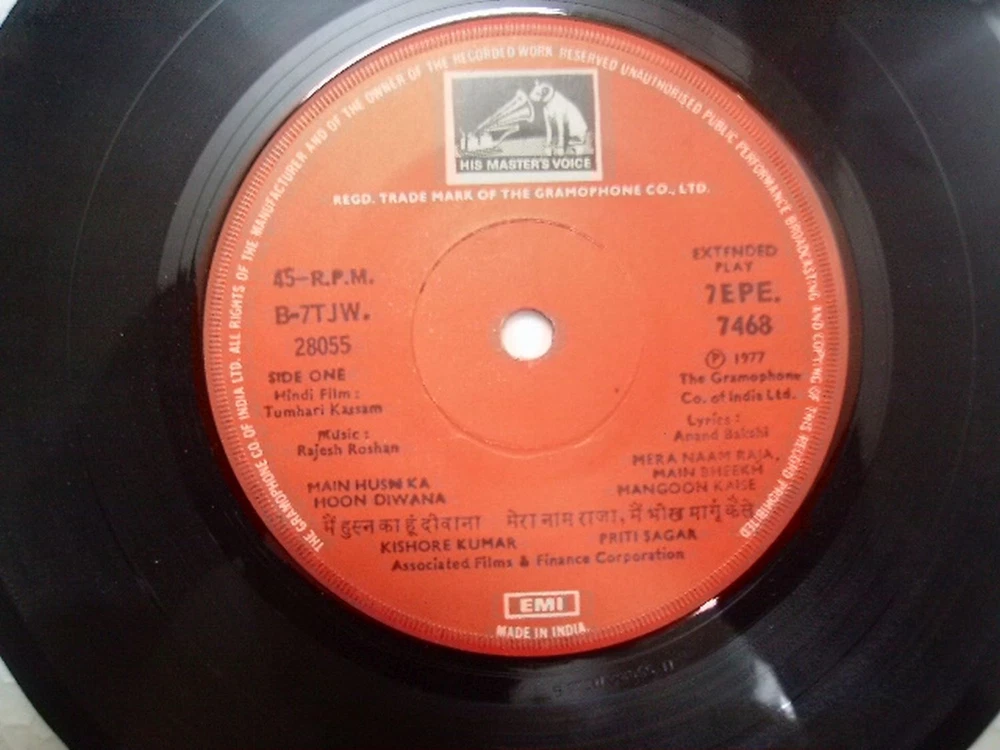 THE GRAMOPHONE CO OF INDIA LTD. ALL RIGHTS OF THE MANUFACTURER AND OF THE OWNER OF THE RECORDED WORK RESERVED UNAUTHORISED PUBLIC PERFORMANCE BROADCASTING AND COPYING OF THIS RECORD PROHIBITED
HIS MASTER'S VOICE
REGD. TRADE MARK OF THE GRAMOPHONE CO., LTD.
45-R.P.M.
B-7TJW.
28055
SIDE ONE
Hindi Film :
Tumhari Kassam
Music :
Rajesh Roshan
EXTENDED
PLAY
7EPE.
7468
Ⓟ 1977
The Gramophone
Co. of India Ltd.
Lyrics :
Anand Bakshi
MAIN HUSN KA
HOON DIWANA
MERA NAAM RAJA,
MAIN BHEEKH
MANGOON KAISE
मैं हुस्न का हूं दीवाना मेरा नाम राजा, मैं भीख मागूं कैसे
KISHORE KUMAR PRITI SAGAR
Associated Films & Finance Corporation
EMI
MADE IN INDIA